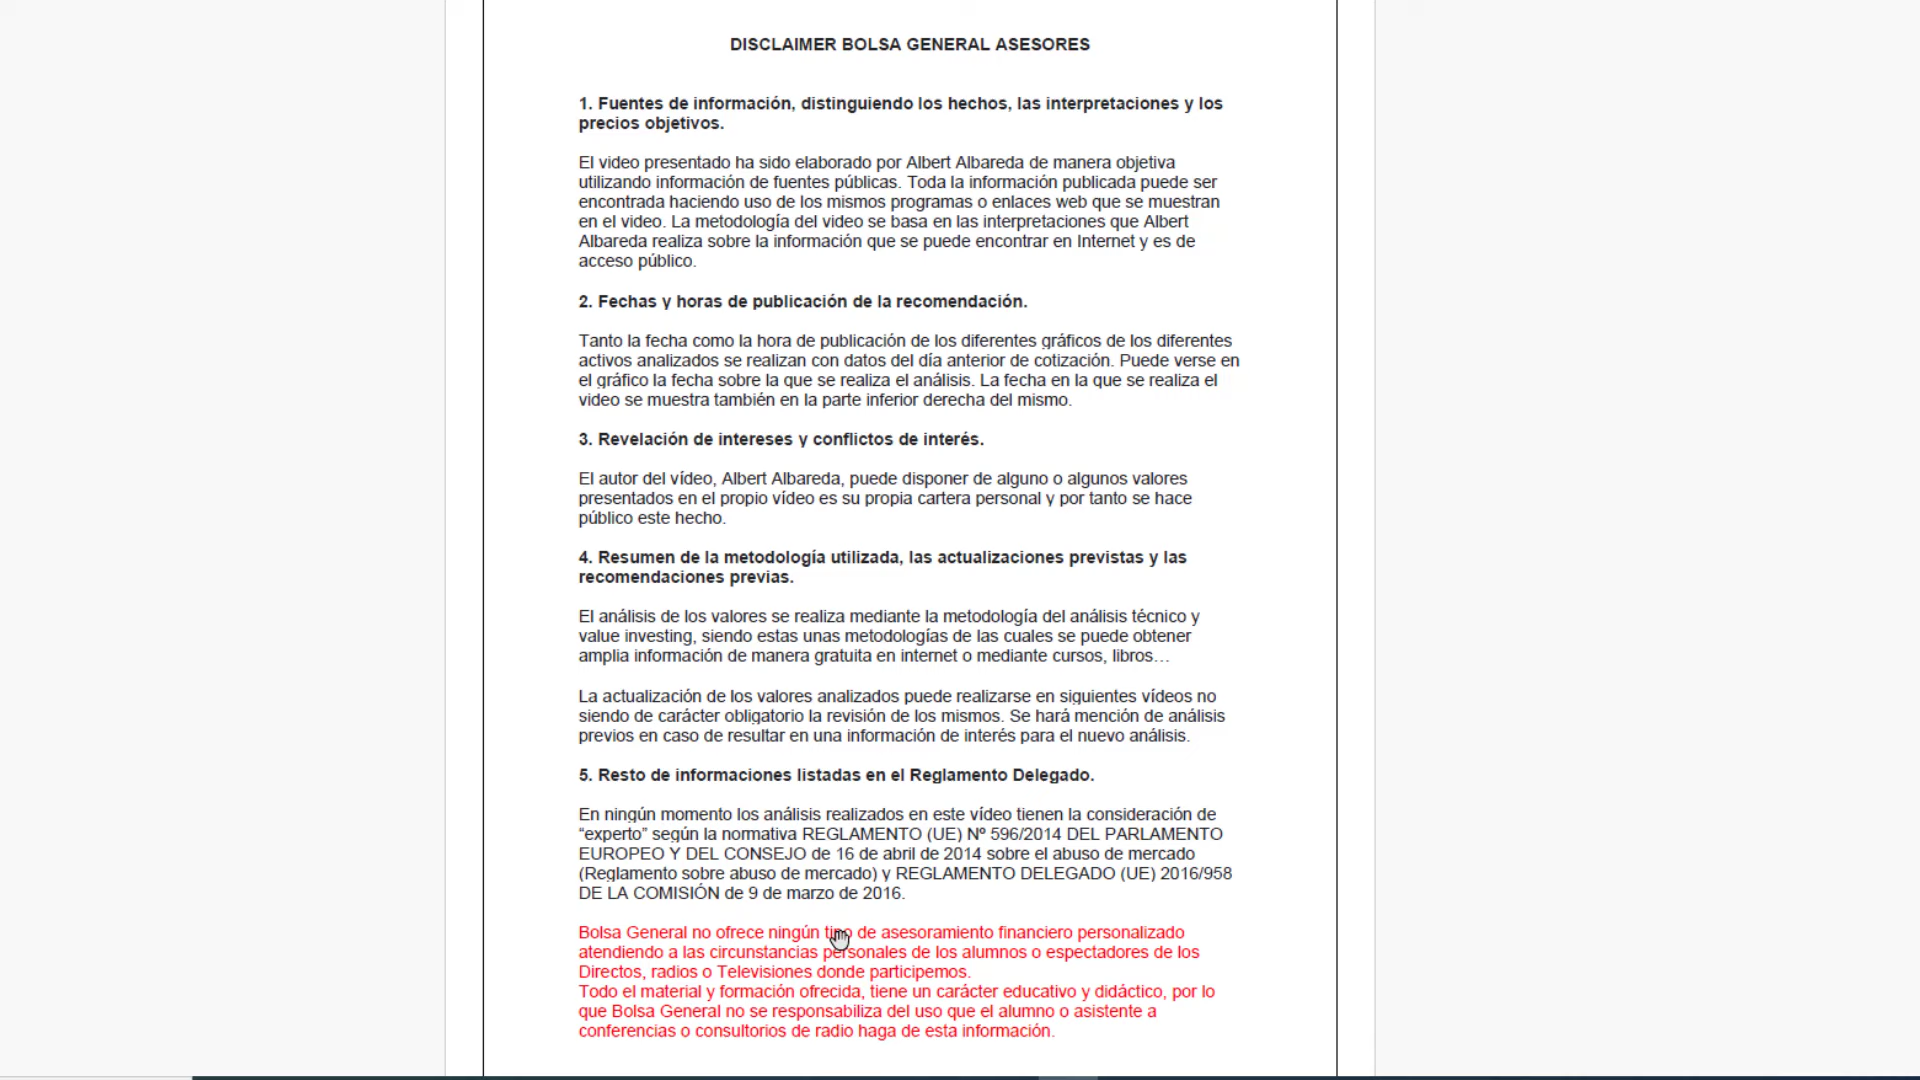 DISCLAIMER BOLSA GENERAL ASESORES
1. Fuentes de información, distinguiendo los hechos, las interpretaciones y los
precios objetivos.
El video presentado ha sido elaborado por Albert Albareda de manera objetiva
utilizando información de fuentes públicas. Toda la información publicada puede ser
encontrada haciendo uso de los mismos programas o enlaces web que se muestran
en el video. La metodología del video se basa en las interpretaciones que Albert
Albareda realiza sobre la información que se puede encontrar en Internet y es de
acceso público.
2. Fechas y horas de publicación de la recomendación.
Tanto la fecha como la hora de publicación de los diferentes gráficos de los diferentes
activos analizados se realizan con datos del día anterior de cotización. Puede verse en
el gráfico la fecha sobre la que se realiza el análisis. La fecha en la que se realiza el
video se muestra también en la parte inferior derecha del mismo.
3. Revelación de intereses y conflictos de interés.
El autor del vídeo, Albert Albareda, puede disponer de alguno o algunos valores
presentados en el propio vídeo es su propia cartera personal y por tanto se hace
público este hecho.
4. Resumen de la metodología utilizada, las actualizaciones previstas y las
recomendaciones previas.
El análisis de los valores se realiza mediante la metodología del análisis técnico y
value investing, siendo estas unas metodologías de las cuales se puede obtener
amplia información de manera gratuita en internet o mediante cursos, libros…
La actualización de los valores analizados puede realizarse en siguientes vídeos no
siendo de carácter obligatorio la revisión de los mismos. Se hará mención de análisis
previos en caso de resultar en una información de interés para el nuevo análisis.
5. Resto de informaciones listadas en el Reglamento Delegado.
En ningún momento los análisis realizados en este vídeo tienen la consideración de
“experto” según la normativa REGLAMENTO (UE) Nº 596/2014 DEL PARLAMENTO
EUROPEO Y DEL CONSEJO de 16 de abril de 2014 sobre el abuso de mercado
(Reglamento sobre abuso de mercado) y REGLAMENTO DELEGADO (UE) 2016/958
DE LA COMISIÓN de 9 de marzo de 2016.
Bolsa General no ofrece ningún tipo de asesoramiento financiero personalizado
atendiendo a las circunstancias personales de los alumnos o espectadores de los
Directos, radios o Televisiones donde participemos.
Todo el material y formación ofrecida, tiene un carácter educativo y didáctico, por lo
que Bolsa General no se responsabiliza del uso que el alumno o asistente a
conferencias o consultorios de radio haga de esta información.